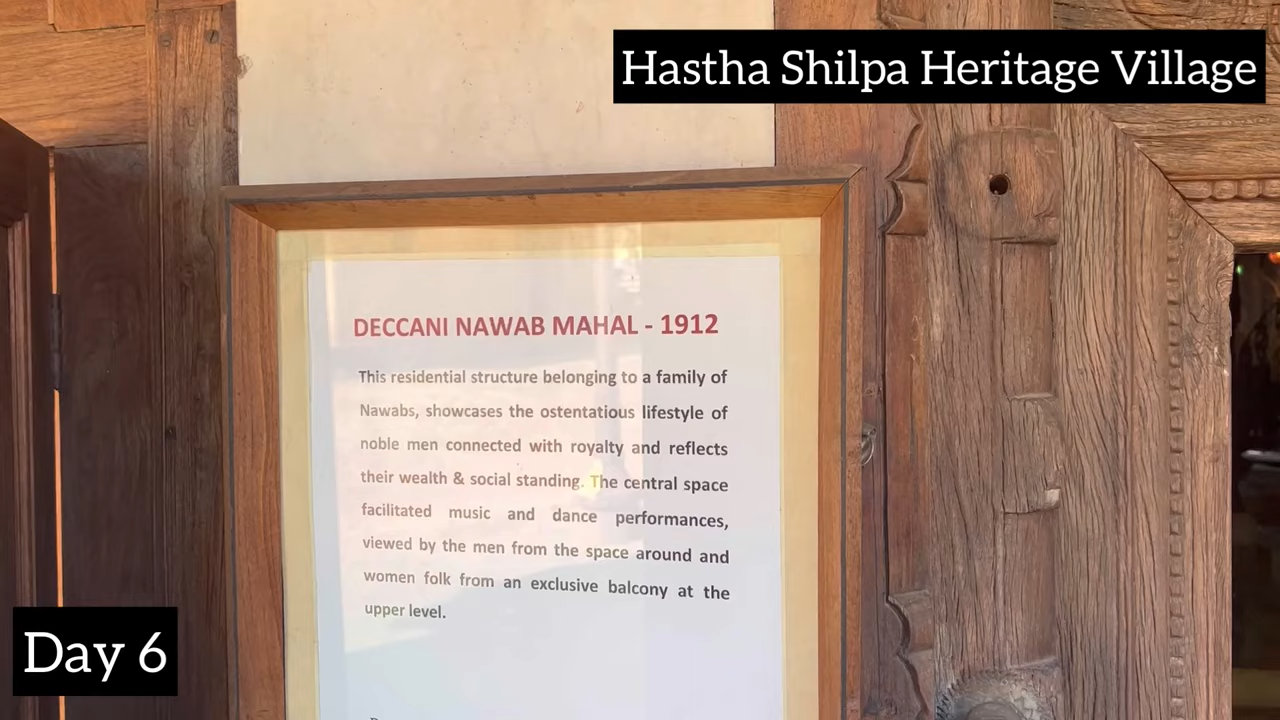 Hastha Shilpa Heritage Village
DECCANI NAWAB MAHAL - 1912
This residential structure belonging to a family of
Nawabs, showcases the ostentatious lifestyle of
noble men connected with royalty and reflects
their wealth & social standing. The central space
facilitated music and dance performances,
viewed by the men from the space around and
women folk from an exclusive balcony at the
upper level.
Day 6